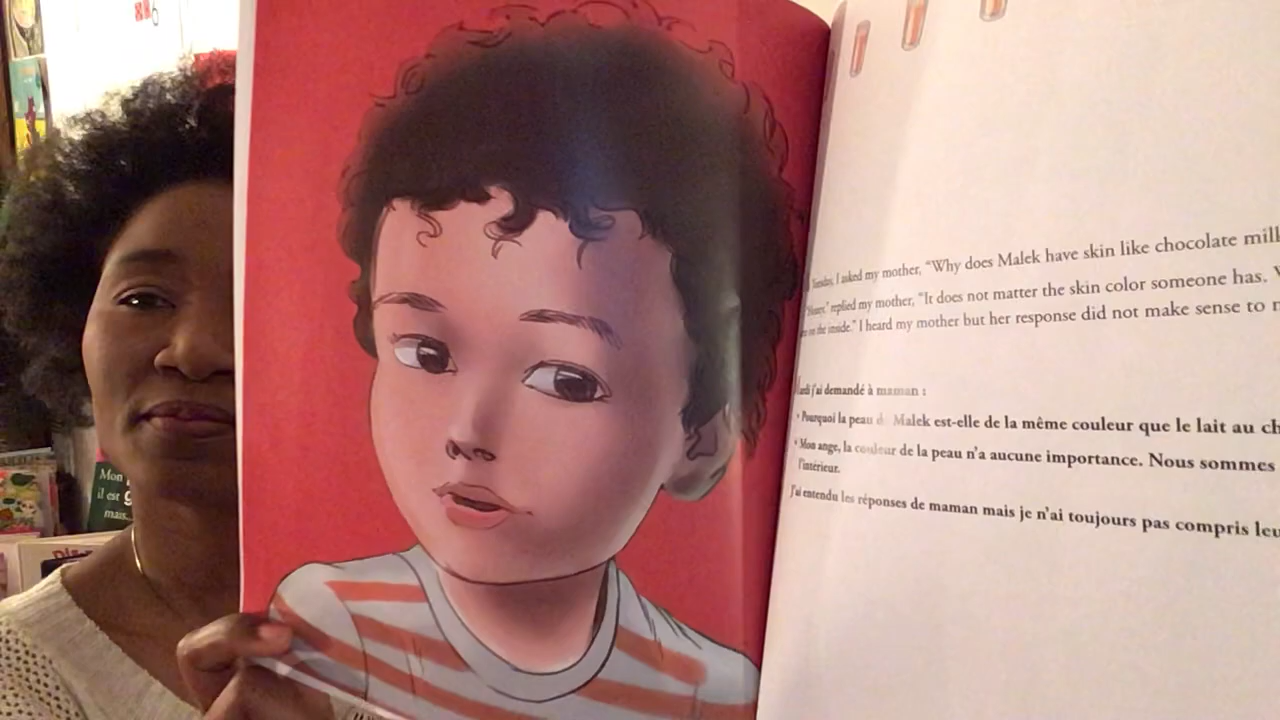 Mon
il est
mais...
Tuesday, I asked my mother, "Why does Malek have skin like chocolate mil
replied my mother, "It does not matter the skin color someone has.
on the inside." I heard my mother but her response did not make sense to
j'ai demandé à maman :
Pourquoi la peau d Malek est-elle de la même couleur que le lait au ch
Mon ange, la couleur de la peau n'a aucune importance. Nous sommes
l'intérieur.
J'ai entendu les réponses de maman mais je n'ai toujours pas compris leu